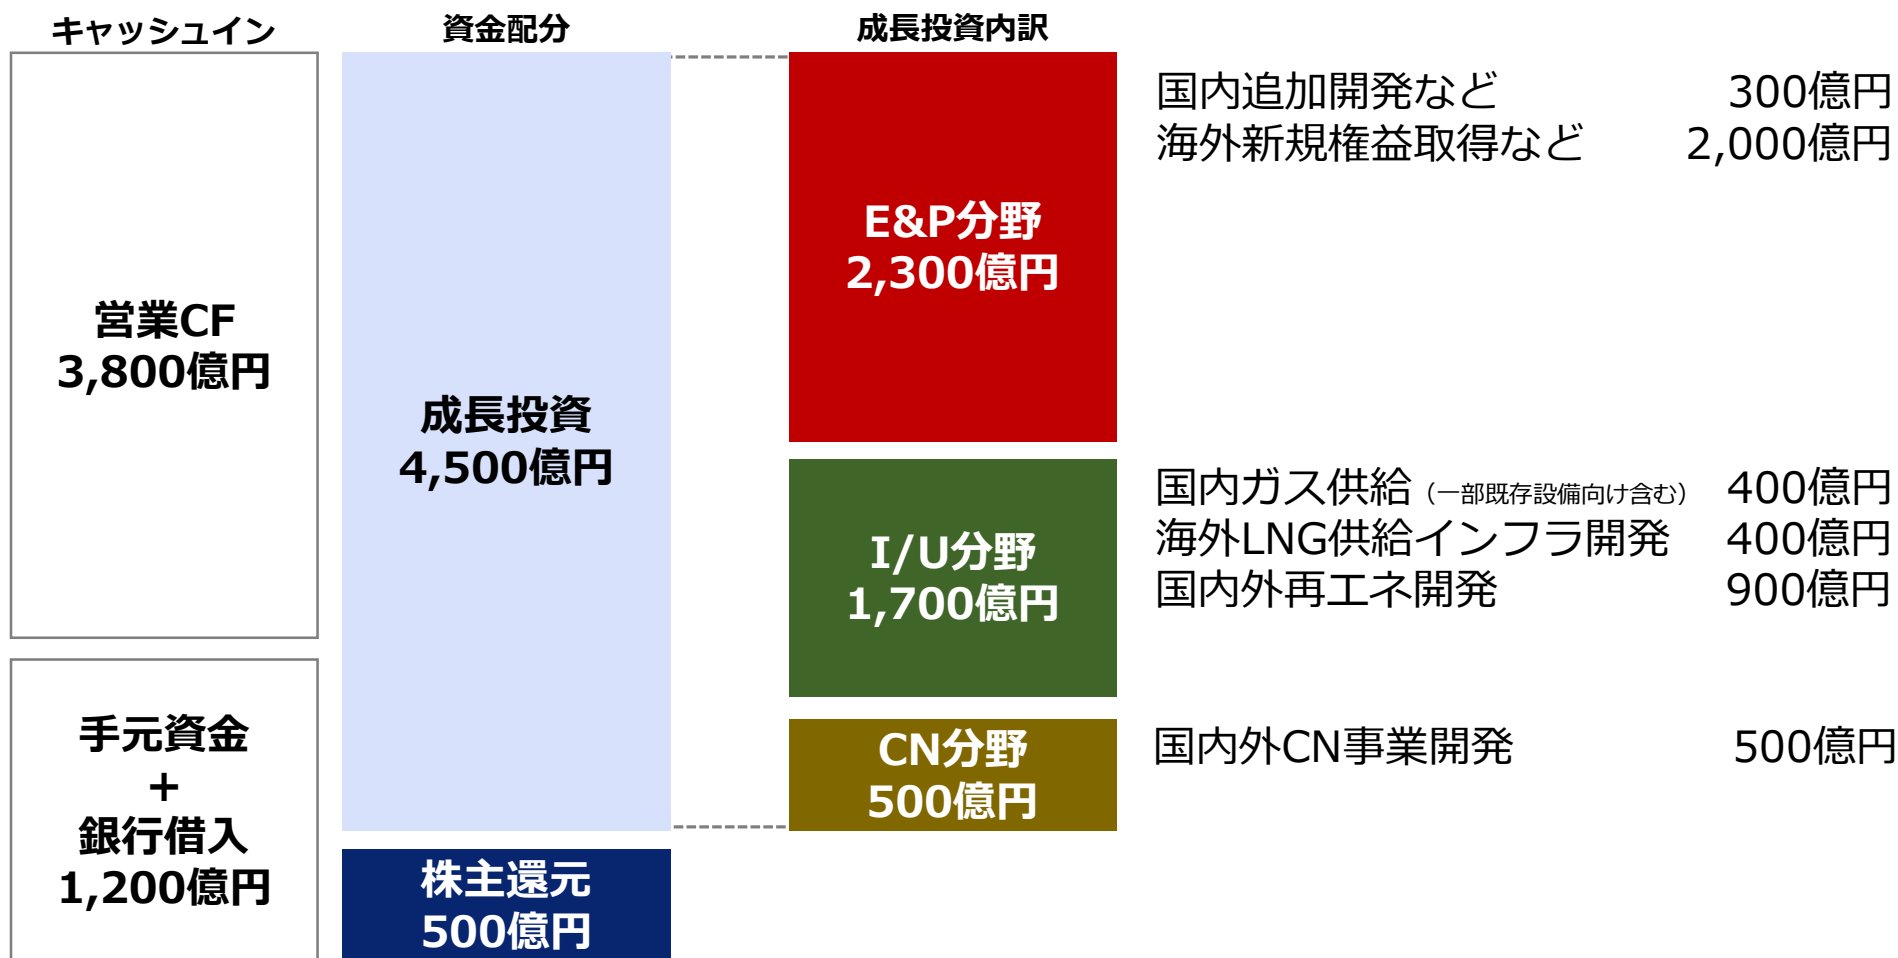 キャッシュイン
資金配分
成長投資内訳
営業CF
3,800億円
手元資金
+
銀行借入
1,200億円
成長投資
4,500億円
株主還元
500億円
E&P分野
2,300億円
国内追加開発など 300億円
海外新規権益取得など 2,000億円
I/U分野
1,700億円
国内ガス供給（一部既存設備向け含む） 400億円
海外LNG供給インフラ開発 400億円
国内外再エネ開発 900億円
CN分野
500億円
国内外CN事業開発 500億円